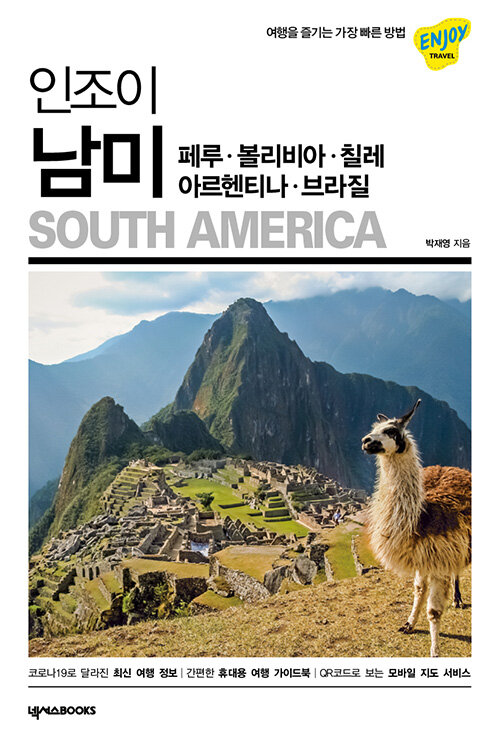 여행을 즐기는 가장 빠른 방법
ENJOY
TRAVEL
인조이
남미
페루·볼리비아·칠레
아르헨티나·브라질
SOUTH AMERICA
박재영 지음
코로나19로 달라진 최신 여행 정보 | 간편한 휴대용 여행 가이드북 | QR코드로 보는 모바일 지도 서비스
넥서스BOOKS